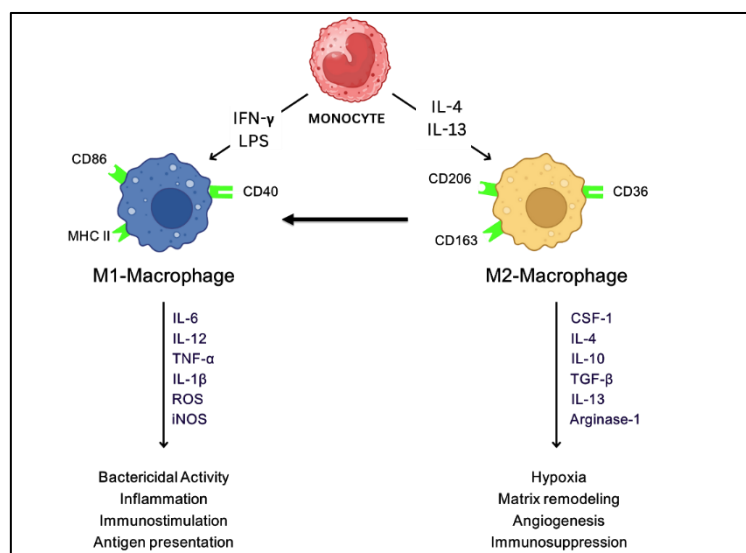 IFN-γ
LPS
MONOCYTE
IL-4
IL-13
CD86
CD40
MHC II
M1-Macrophage
CD206
CD36
CD163
M2-Macrophage
IL-6
IL-12
TNF-α
IL-1β
ROS
iNOS
CSF-1
IL-4
IL-10
TGF-β
IL-13
Arginase-1
Bactericidal Activity
Inflammation
Immunostimulation
Antigen presentation
Hypoxia
Matrix remodeling
Angiogenesis
Immunosuppression